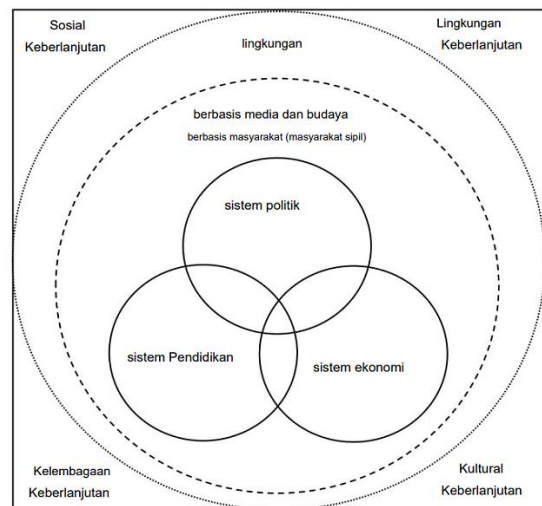 Sosial
Keberlanjutan
Lingkungan
Keberlanjutan
lingkungan
berbasis media dan budaya
berbasis masyarakat (masyarakat sipil)
sistem politik
sistem Pendidikan
sistem ekonomi
Kelembagaan
Keberlanjutan
Kultural
Keberlanjutan